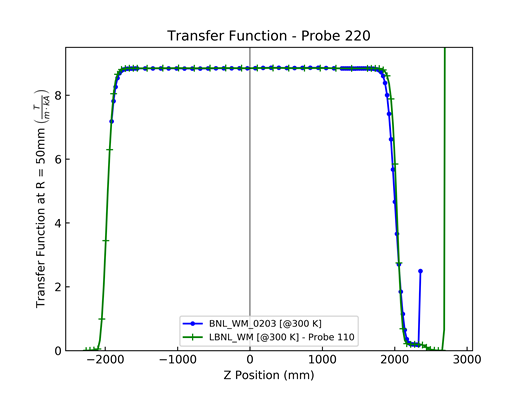 Transfer Function - Probe 220
Transfer Function at R = 50mm (T/m·kA)
8
6
4
2
0
−2000 −1000 0 1000 2000 3000
Z Position (mm)
BNL_WM_0203 [@300 K]
LBNL_WM [@300 K] - Probe 110